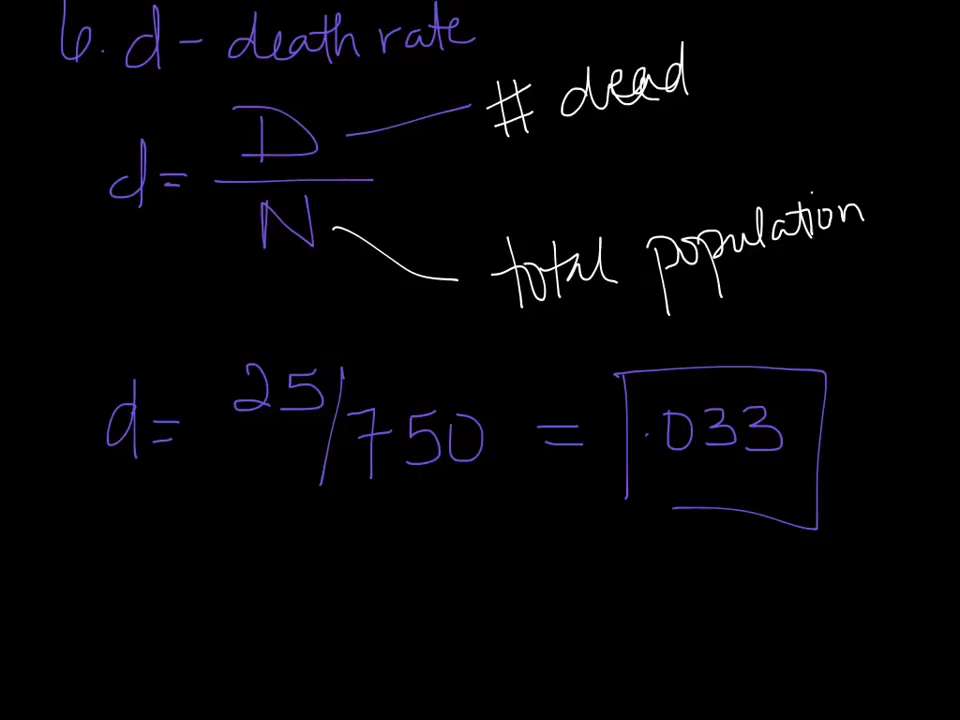 6. d - death rate
d = D/N
# dead
total population
d = 25/750 = .033